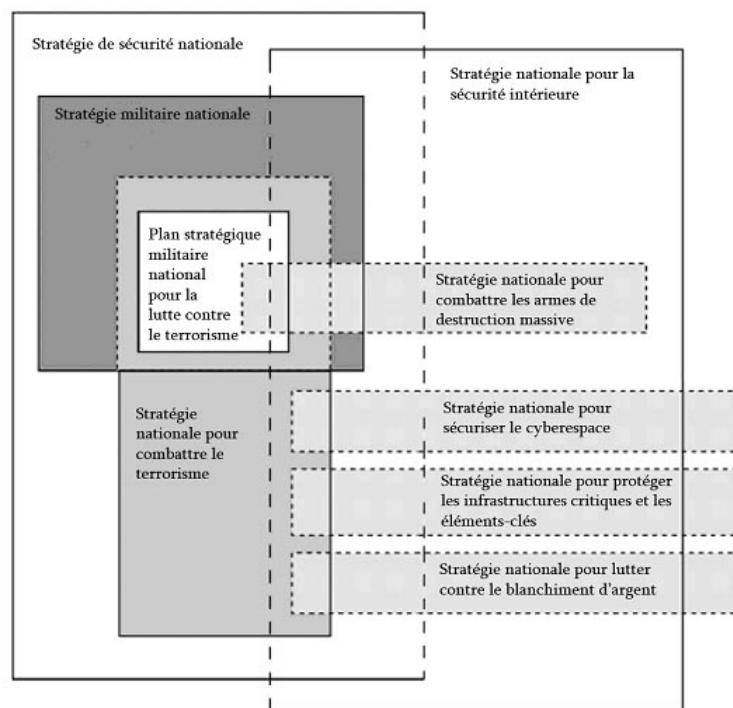 Stratégie de sécurité nationale
Stratégie nationale pour la
sécurité intérieure
Stratégie militaire nationale
Plan stratégique
militaire
national
pour la
lutte contre
le terrorisme
Stratégie nationale pour
combattre les armes de
destruction massive
Stratégie
nationale pour
combattre le
terrorisme
Stratégie nationale pour
sécuriser le cyberespace
Stratégie nationale pour protéger
les infrastructures critiques et les
éléments-clés
Stratégie nationale pour lutter
contre le blanchiment d'argent